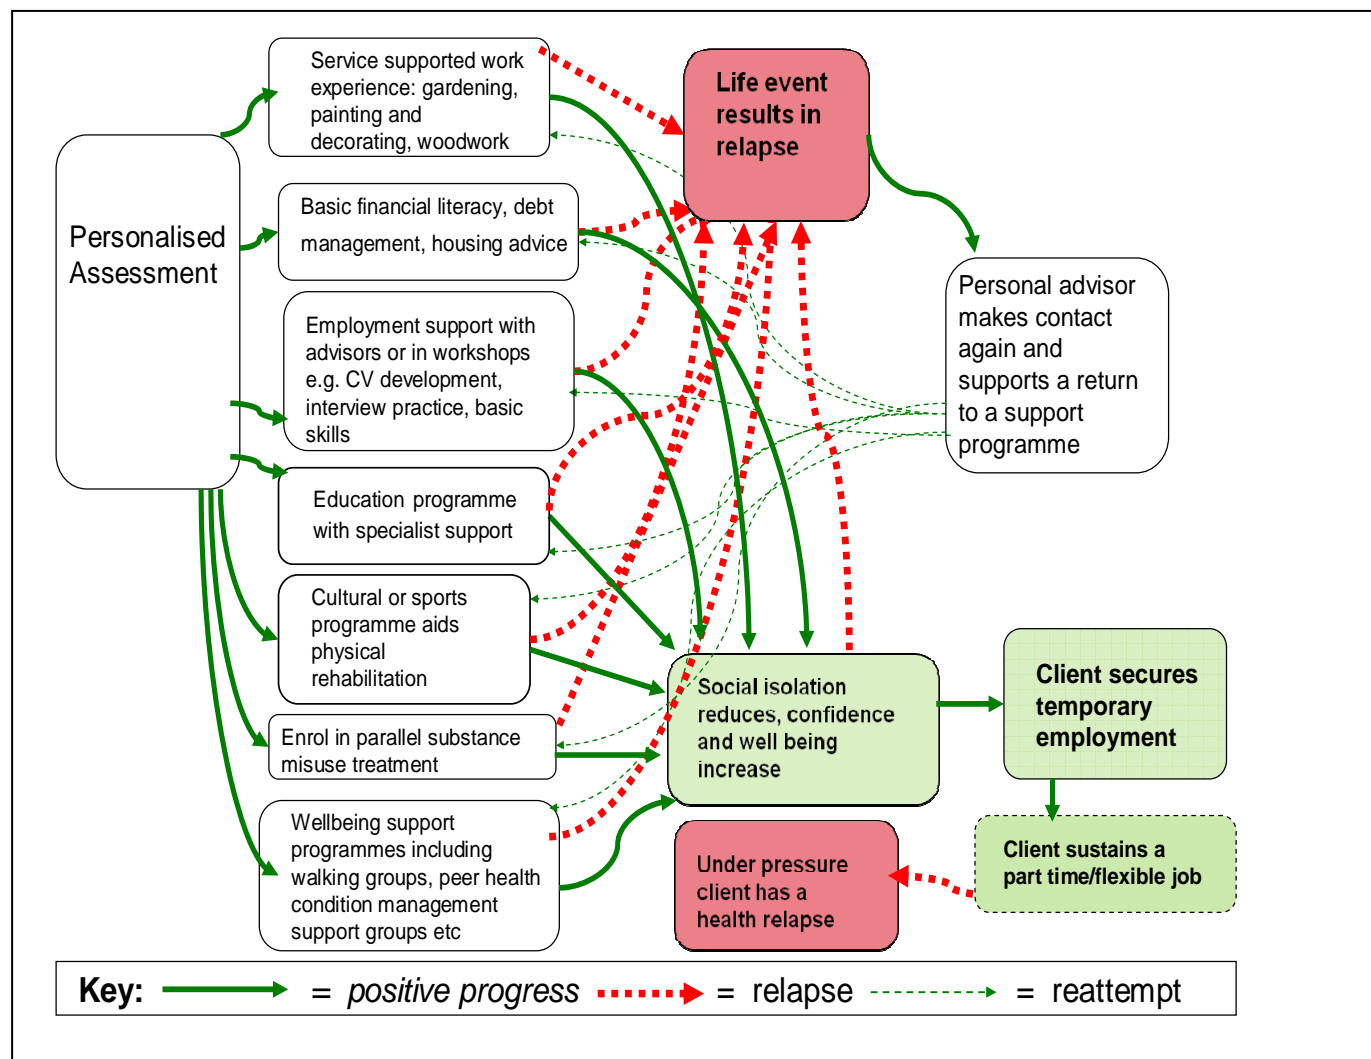 Service supported work
experience: gardening,
painting and
decorating, woodwork
Life event
results in
relapse
Personalised
Assessment
Basic financial literacy, debt
management, housing advice
Personal advisor
makes contact
again and
supports a return
to a support
programme
Employment support with
advisors or in workshops
e.g. CV development,
interview practice, basic
skills
Education programme
with specialist support
Cultural or sports
programme aids
physical
rehabilitation
Social isolation
reduces, confidence
and well being
increase
Client secures
temporary
employment
Enrol in parallel substance
misuse treatment
Wellbeing support
programmes including
walking groups, peer health
condition management
support groups etc
Under pressure
client has a
health relapse
Client sustains a
part time/flexible job
Key: = positive progress = relapse = reattempt